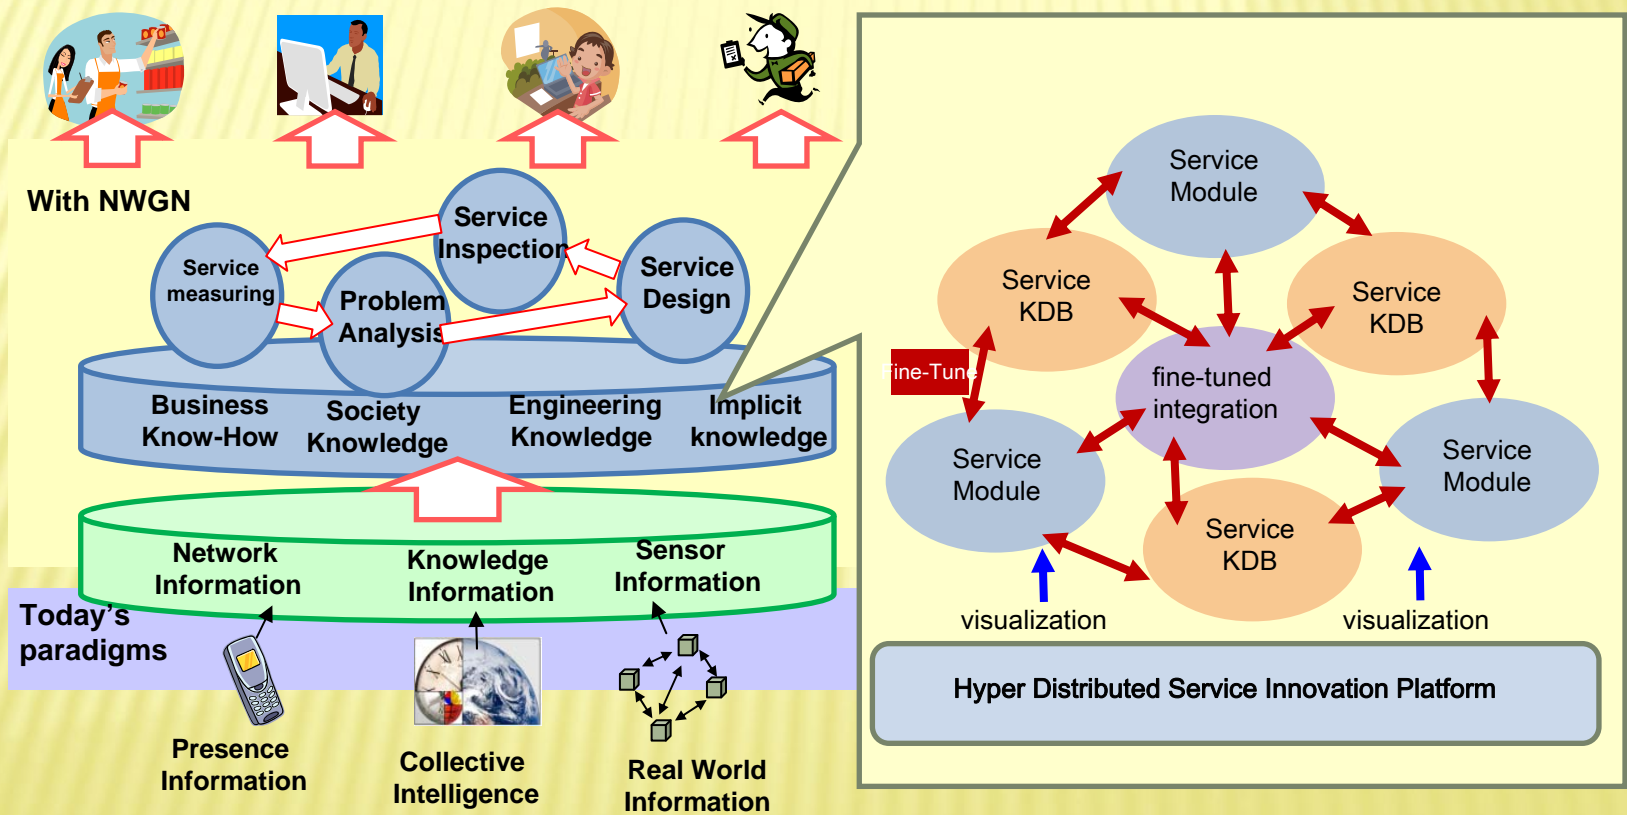 With NWGN
Service
Inspection
Service
measuring
Problem
Analysis
Service
Design
Business
Know-How
Society
Knowledge
Engineering
Knowledge
Implicit
knowledge
Network
Information
Knowledge
Information
Sensor
Information
Today's
paradigms
Presence
Information
Collective
Intelligence
Real World
Information
Service
Module
Service
KDB
Service
KDB
Fine-Tune
fine-tuned
integration
Service
Module
Service
Module
Service
KDB
visualization
visualization
Hyper Distributed Service Innovation Platform